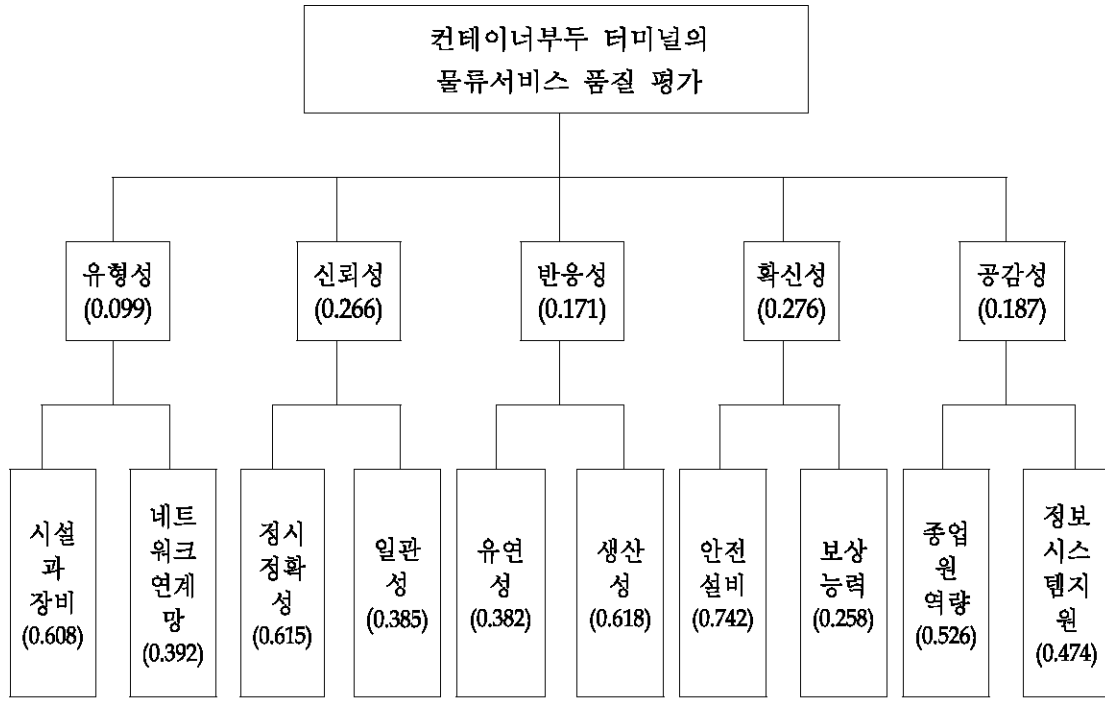 컨테이너부두 터미널의
물류서비스 품질 평가
유형성
(0.099)
신뢰성
(0.266)
반응성
(0.171)
확신성
(0.276)
공감성
(0.187)
시설
과
장비
(0.608)
네트
워크
연계
망
(0.392)
정시
정확
성
(0.615)
일관
성
(0.385)
유연
성
(0.382)
생산
성
(0.618)
안전
설비
(0.742)
보상
능력
(0.258)
종업
원
역량
(0.526)
정보
시스
템지
원
(0.474)